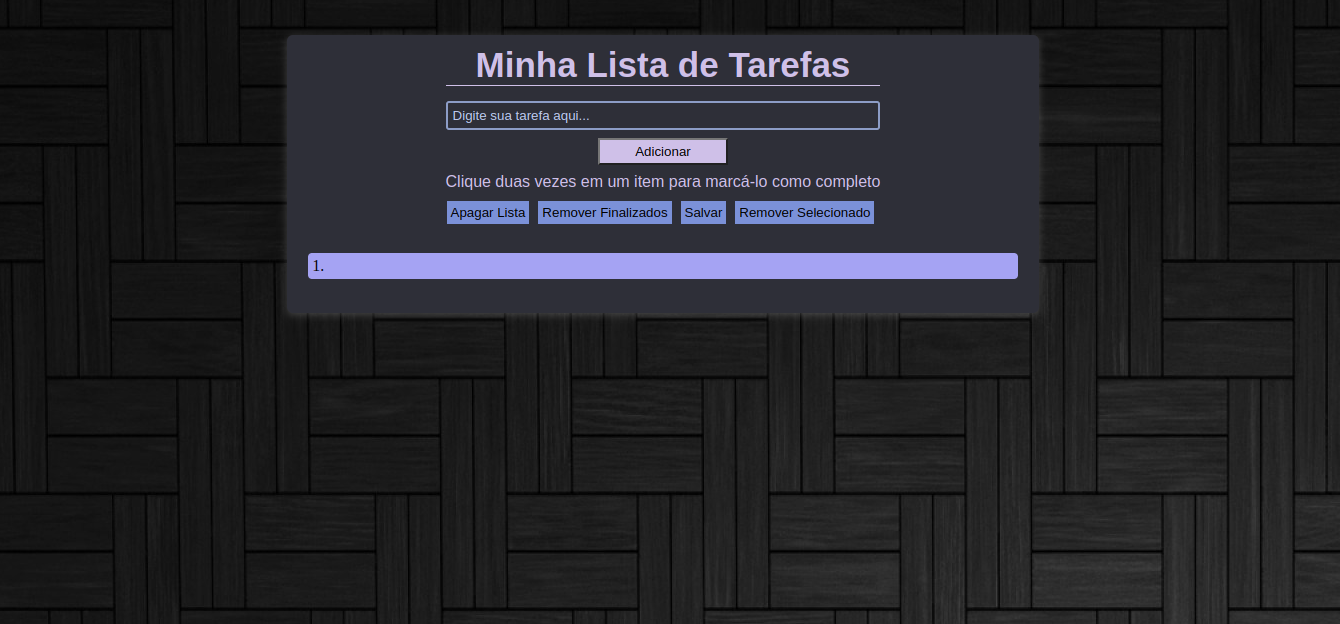 Minha Lista de Tarefas
Digite sua tarefa aqui...
Adicionar
Clique duas vezes em um item para marcá-lo como completo
Apagar Lista Remover Finalizados Salvar Remover Selecionado
1.